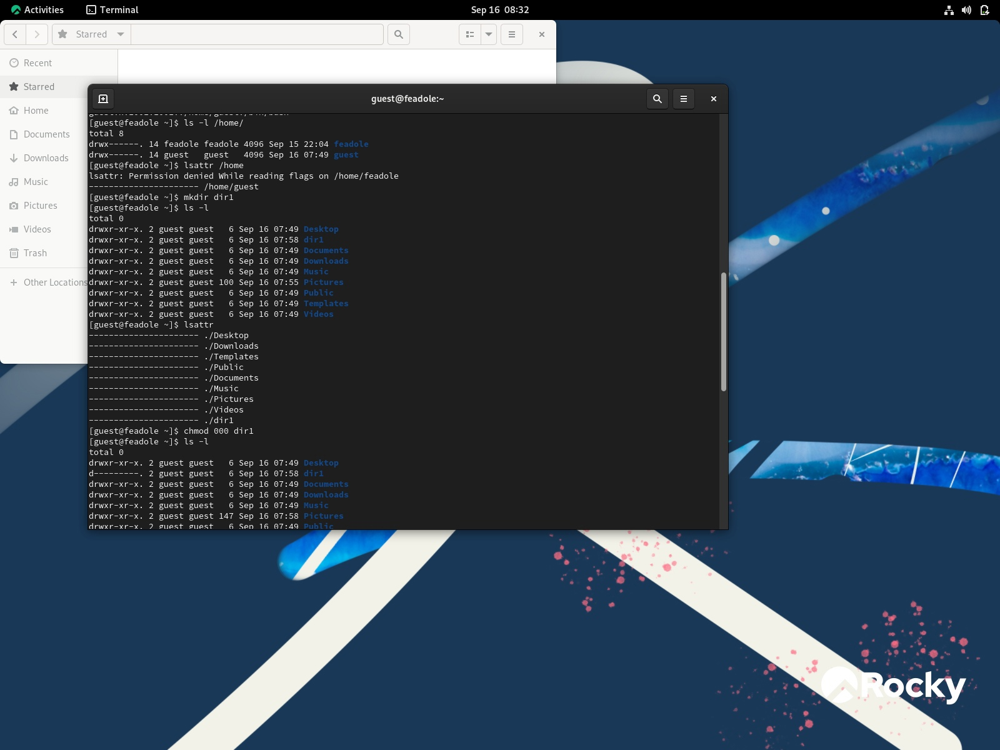 Activities
Terminal
Sep 16 08:32
Starred
Recent
Starred
Home
Documents
Downloads
Music
Pictures
Videos
Trash
Other Locations
guest@feadole:~
[guest@feadole ~]$ ls -l /home/
total 8
drwx------. 14 feadole feadole 4096 Sep 15 22:04 feadole
drwx------. 14 guest   guest   4096 Sep 16 07:49 guest
[guest@feadole ~]$ lsattr /home
lsattr: Permission denied While reading flags on /home/feadole
---------------------- /home/guest
[guest@feadole ~]$ mkdir dir1
[guest@feadole ~]$ ls -l
total 0
drwxr-xr-x. 2 guest guest   6 Sep 16 07:49 Desktop
drwxr-xr-x. 2 guest guest   6 Sep 16 07:58 dir1
drwxr-xr-x. 2 guest guest   6 Sep 16 07:49 Documents
drwxr-xr-x. 2 guest guest   6 Sep 16 07:49 Downloads
drwxr-xr-x. 2 guest guest   6 Sep 16 07:49 Music
drwxr-xr-x. 2 guest guest 100 Sep 16 07:55 Pictures
drwxr-xr-x. 2 guest guest   6 Sep 16 07:49 Public
drwxr-xr-x. 2 guest guest   6 Sep 16 07:49 Templates
drwxr-xr-x. 2 guest guest   6 Sep 16 07:49 Videos
[guest@feadole ~]$ lsattr
---------------------- ./Desktop
---------------------- ./Downloads
---------------------- ./Templates
---------------------- ./Public
---------------------- ./Documents
---------------------- ./Music
---------------------- ./Pictures
---------------------- ./Videos
---------------------- ./dir1
[guest@feadole ~]$ chmod 000 dir1
[guest@feadole ~]$ ls -l
total 0
drwxr-xr-x. 2 guest guest   6 Sep 16 07:49 Desktop
d---------. 2 guest guest   6 Sep 16 07:58 dir1
drwxr-xr-x. 2 guest guest   6 Sep 16 07:49 Documents
drwxr-xr-x. 2 guest guest   6 Sep 16 07:49 Downloads
drwxr-xr-x. 2 guest guest   6 Sep 16 07:49 Music
drwxr-xr-x. 2 guest guest 147 Sep 16 07:58 Pictures
drwxr-xr-x. 2 guest guest   6 Sep 16 07:49 Public
Rocky